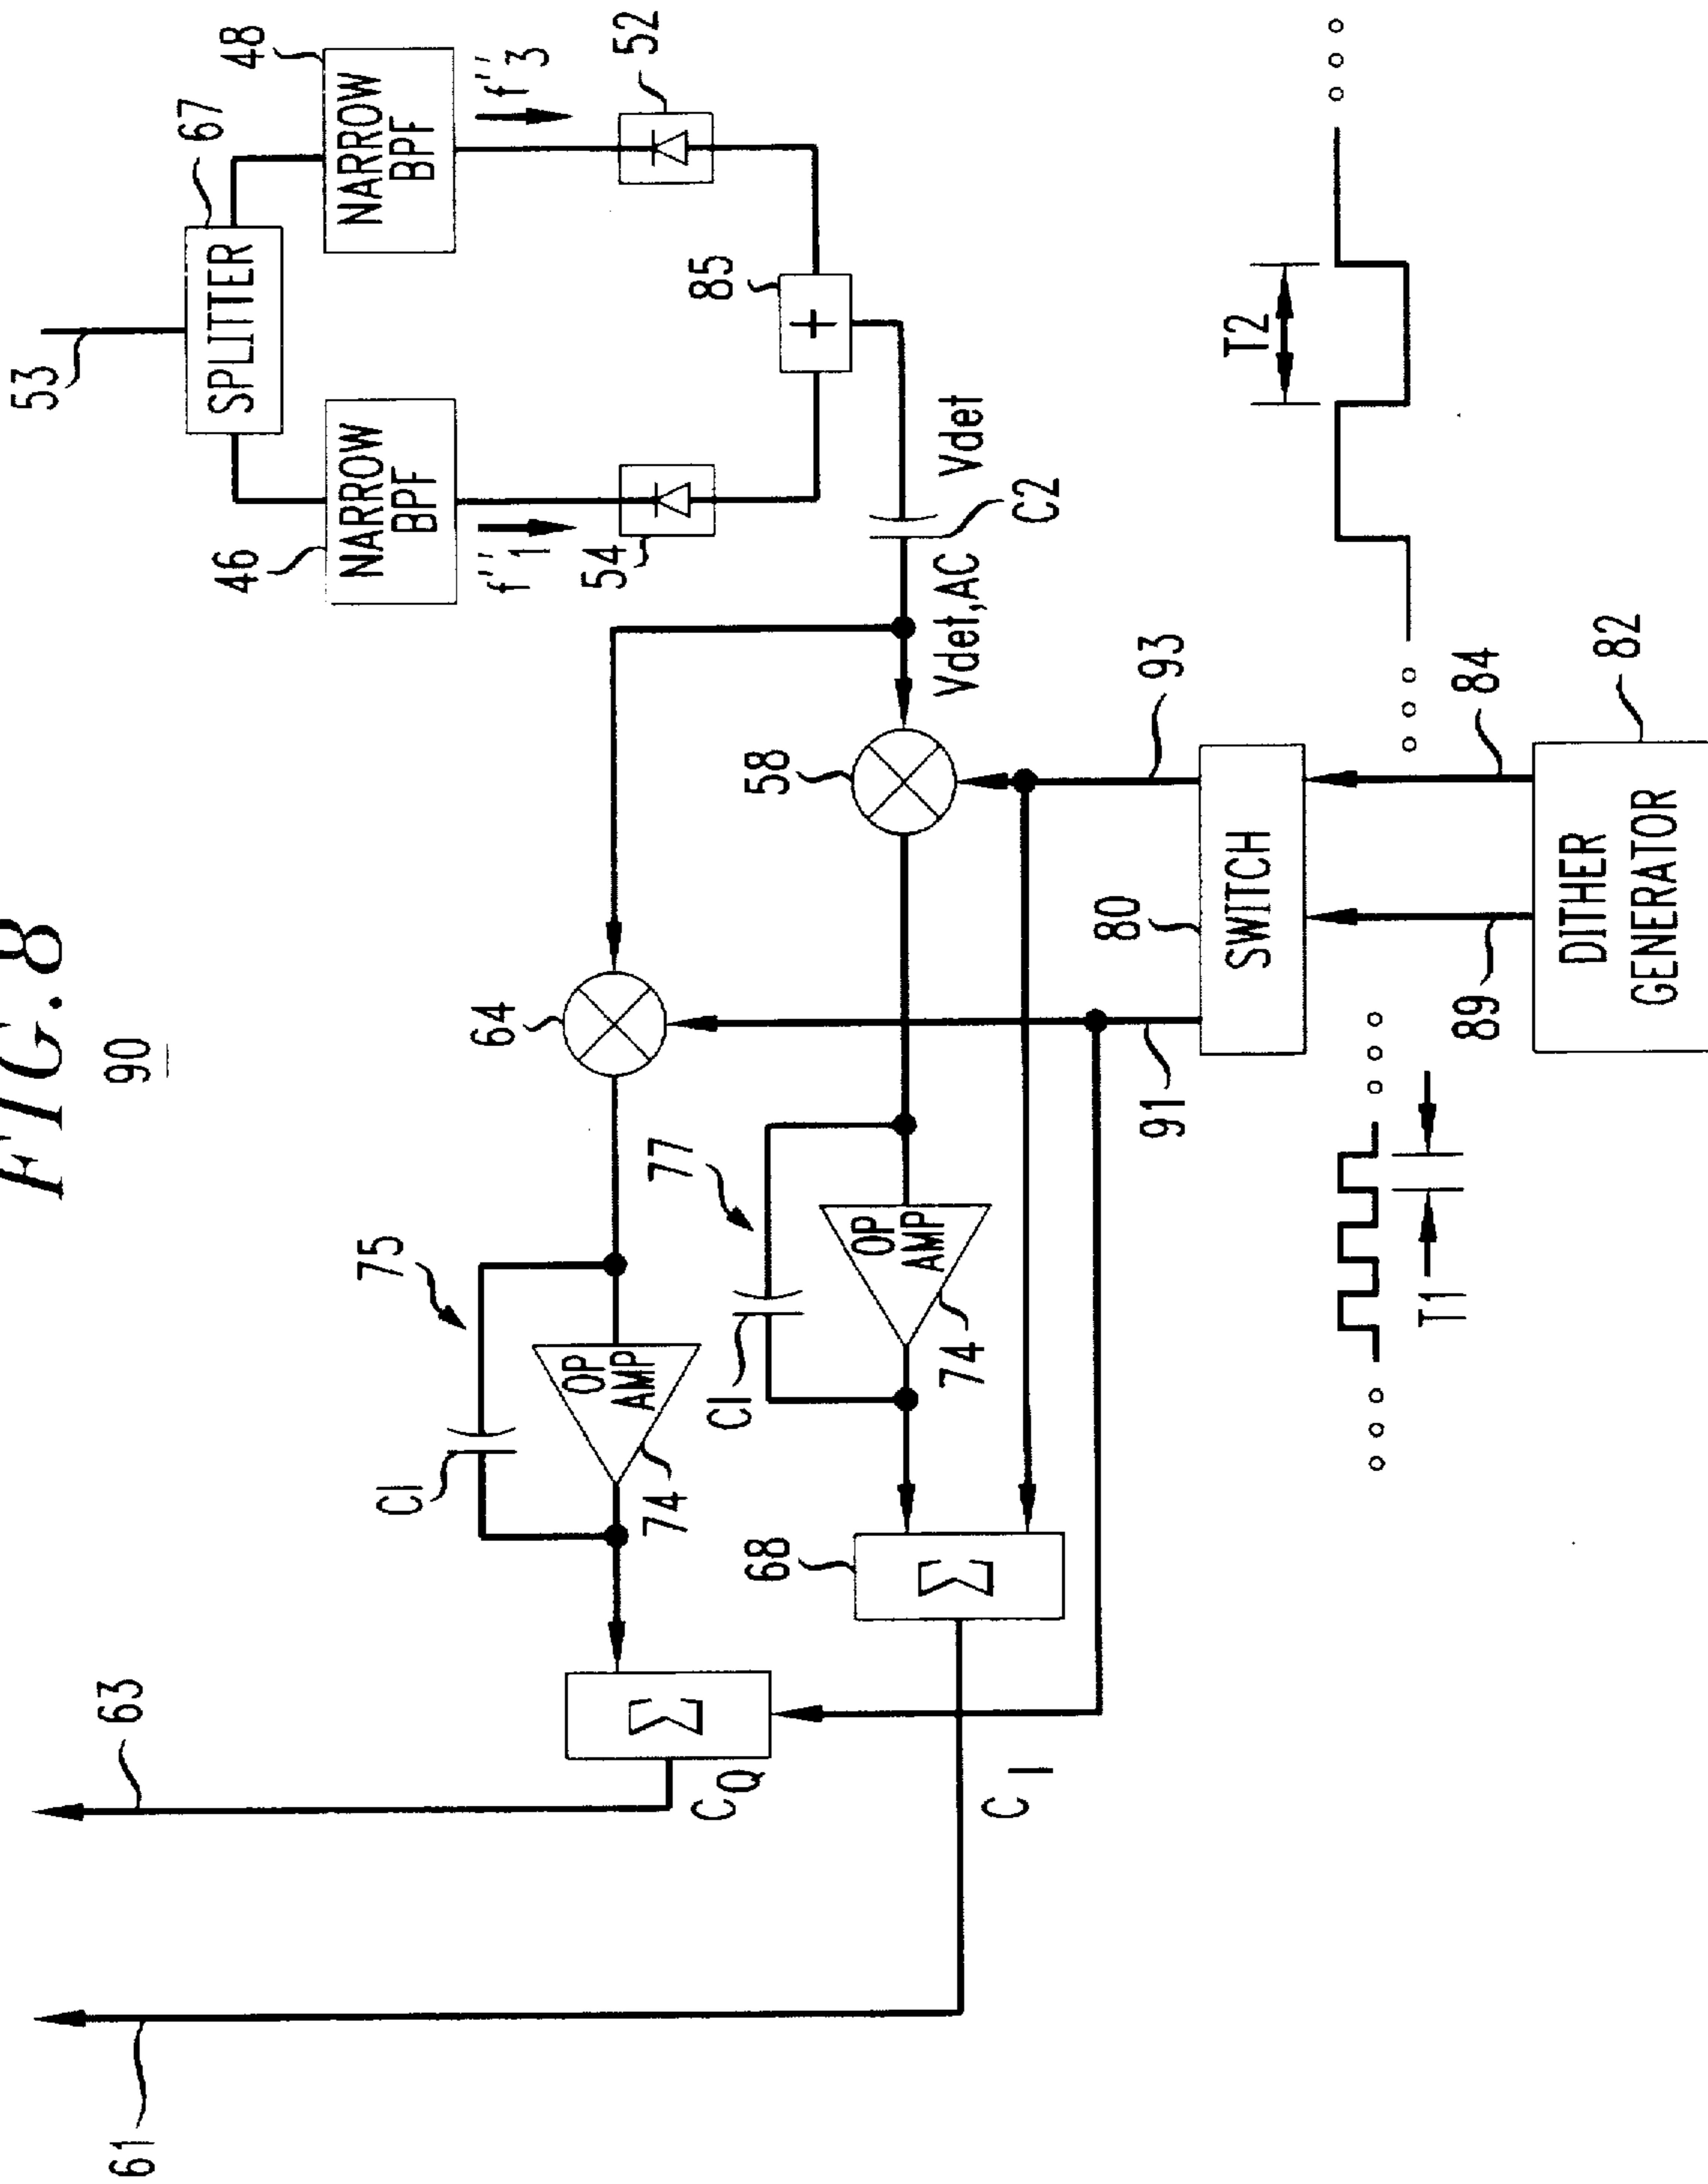 FIG. 8
90
53
67
SPLITTER
48
NARROW
BPF
46
NARROW
BPF
f''3
f''1
52
54
85
+
Vdet
C2
Vdet,AC
58
64
93
91
80
SWITCH
84
89
82
DITHER
GENERATOR
T2
T1
77
75
OP
AMP
74
CI
OP
AMP
74
CI
68
Σ
Σ
CQ
CI
63
61